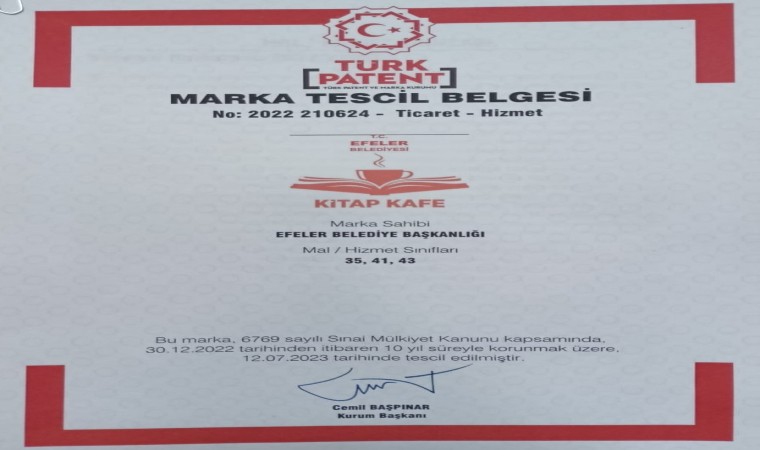 TÜRK
PATENT
TÜRK PATENT VE MARKA KURUMU
MARKA TESCİL BELGESİ
No: 2022 210624 - Ticaret - Hizmet
T.C.
EFELER
BELEDİYESİ
KİTAP KAFE
Marka Sahibi
EFELER BELEDİYE BAŞKANLIĞI
Mal / Hizmet Sınıfları
35, 41, 43
Bu marka, 6769 sayılı Sınai Mülkiyet Kanunu kapsamında,
30.12.2022 tarihinden itibaren 10 yıl süreyle korunmak üzere,
12.07.2023 tarihinde tescil edilmiştir.
Cemil BAŞPINAR
Kurum Başkanı